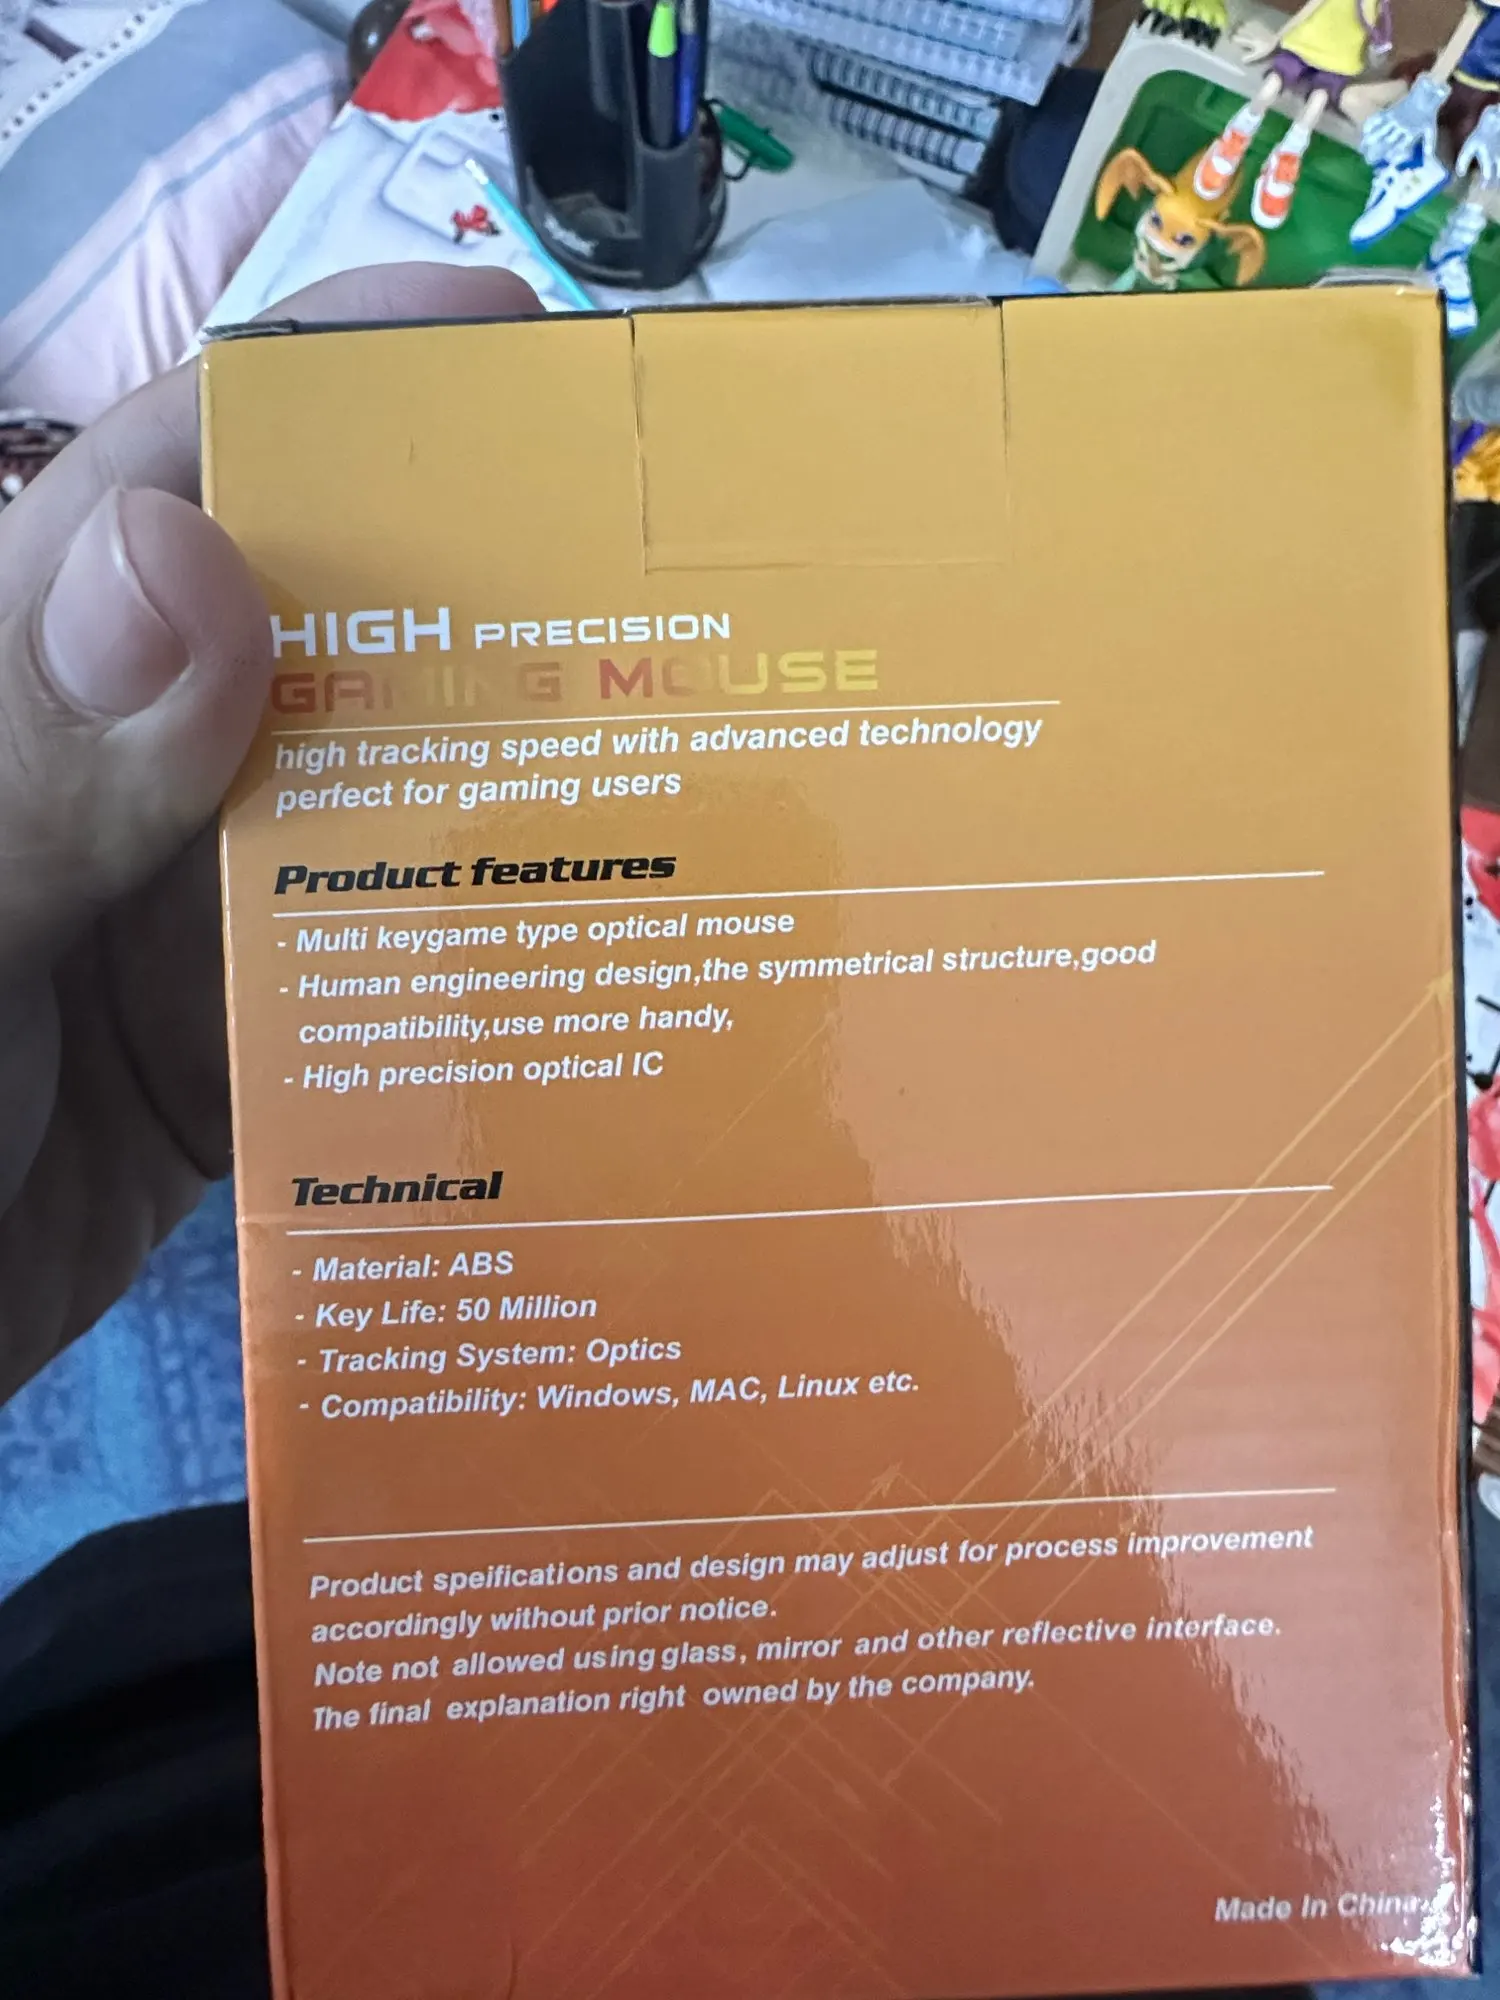 HIGH PRECISION
GAMING MOUSE
high tracking speed with advanced technology
perfect for gaming users
Product features
- Multi keygame type optical mouse
- Human engineering design,the symmetrical structure,good
compatibility,use more handy,
- High precision optical IC
Technical
- Material: ABS
- Key Life: 50 Million
- Tracking System: Optics
- Compatibility: Windows, MAC, Linux etc.
Product speifications and design may adjust for process improvement
accordingly without prior notice.
Note not allowed using glass, mirror and other reflective interface.
The final explanation right owned by the company.
Made In China